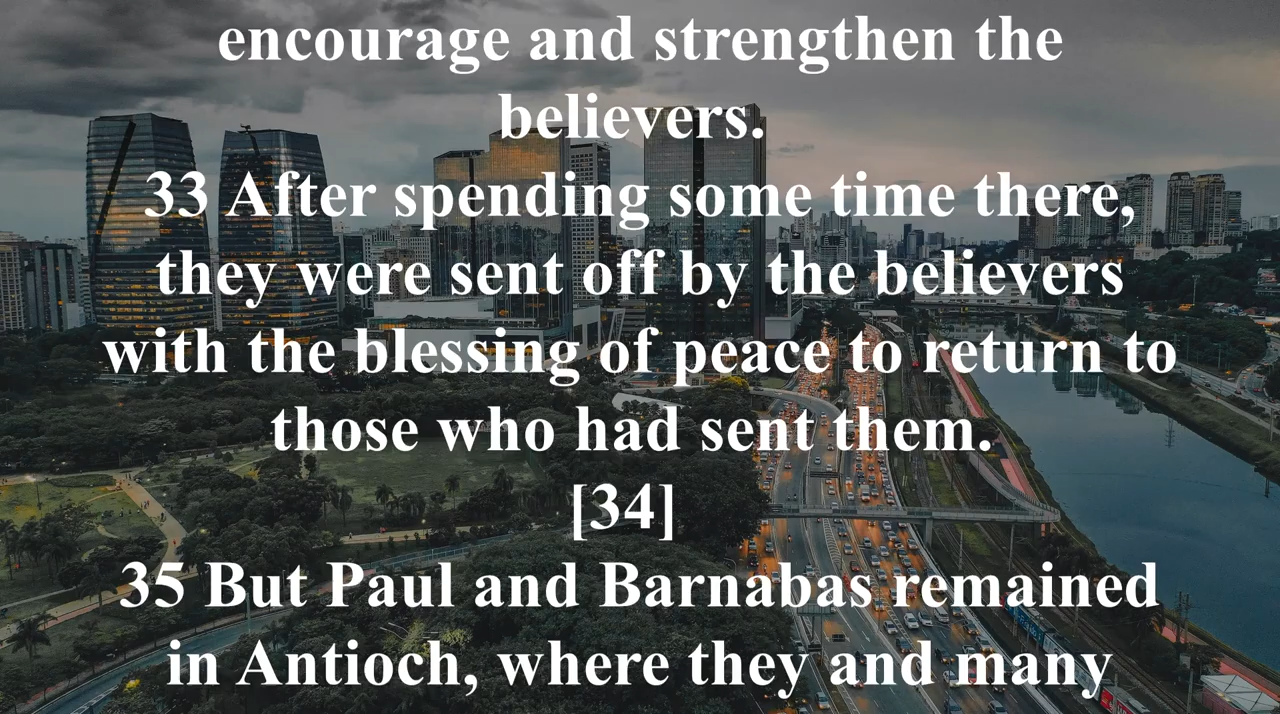 encourage and strengthen the
believers.
33 After spending some time there,
they were sent off by the believers
with the blessing of peace to return to
those who had sent them.
[34]
35 But Paul and Barnabas remained
in Antioch, where they and many